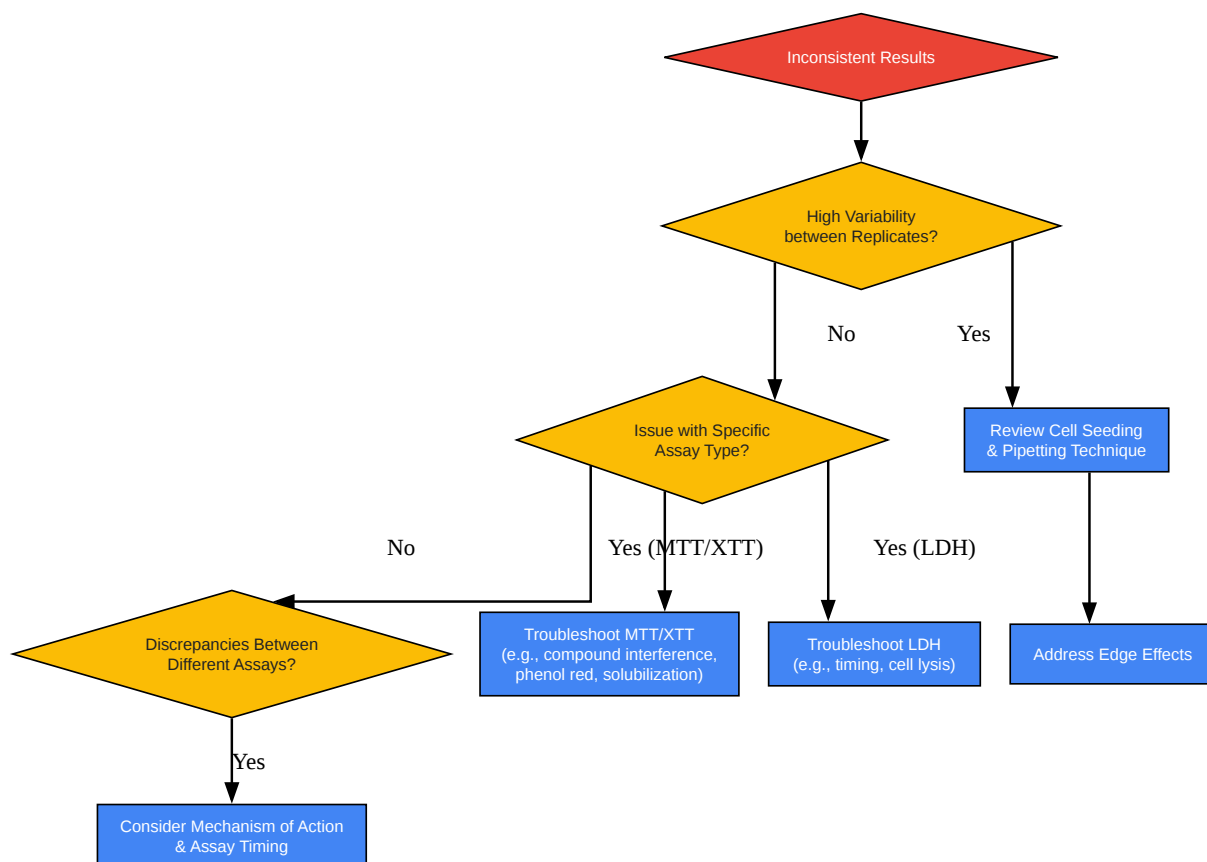 Inconsistent Results
High Variability
between Replicates?
No
Yes
Issue with Specific
Assay Type?
Review Cell Seeding
& Pipetting Technique
No
Yes (MTT/XTT)
Yes (LDH)
Discrepancies Between
Different Assays?
Troubleshoot MTT/XTT
(e.g., compound interference,
phenol red, solubilization)
Troubleshoot LDH
(e.g., timing, cell lysis)
Address Edge Effects
Yes
Consider Mechanism of Action
& Assay Timing